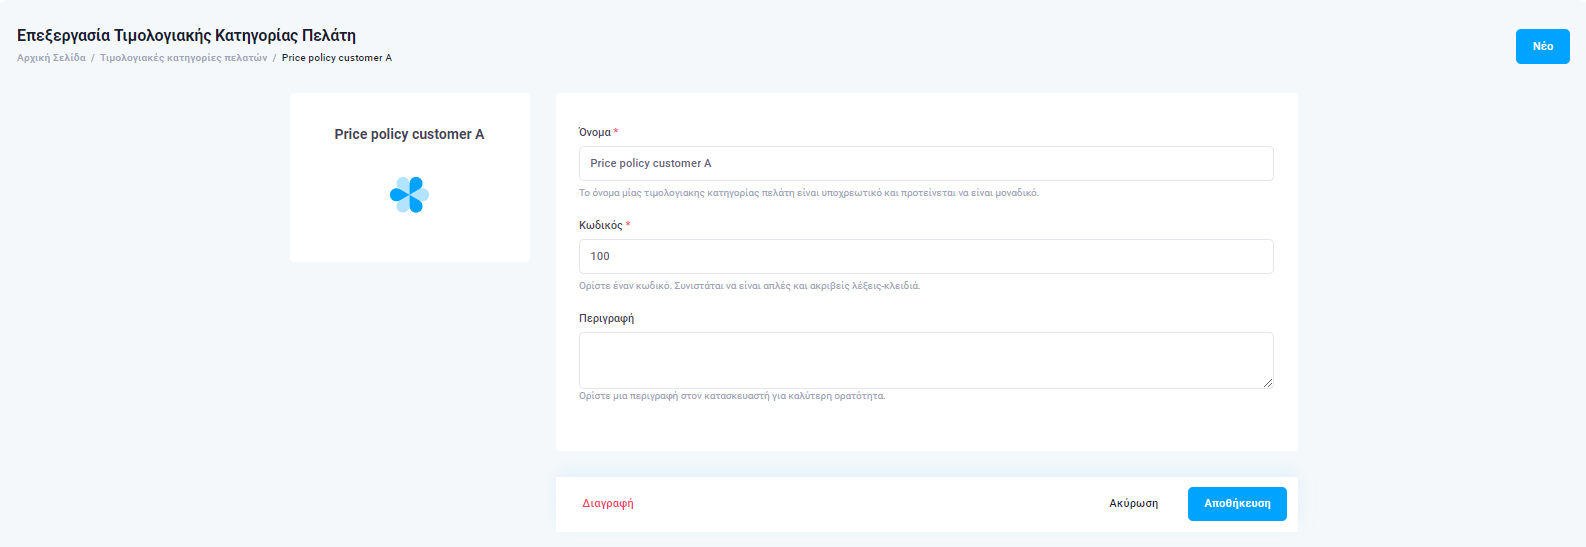 Επεξεργασία Τιμολογιακής Κατηγορίας Πελάτη
Αρχική Σελίδα / Τιμολογιακές κατηγορίες πελατών / Price policy customer A
Νέο
Price policy customer A
Όνομα *
Price policy customer A
Το όνομα μίας τιμολογιακης κατηγορίας πελάτη είναι υποχρεωτικό και προτείνεται να είναι μοναδικό.
Κωδικός *
100
Ορίστε έναν κωδικό. Συνιστάται να είναι απλές και ακριβείς λέξεις-κλειδιά.
Περιγραφή
Ορίστε μια περιγραφή στον κατασκευαστή για καλύτερη ορατότητα.
Διαγραφή
Ακύρωση
Αποθήκευση